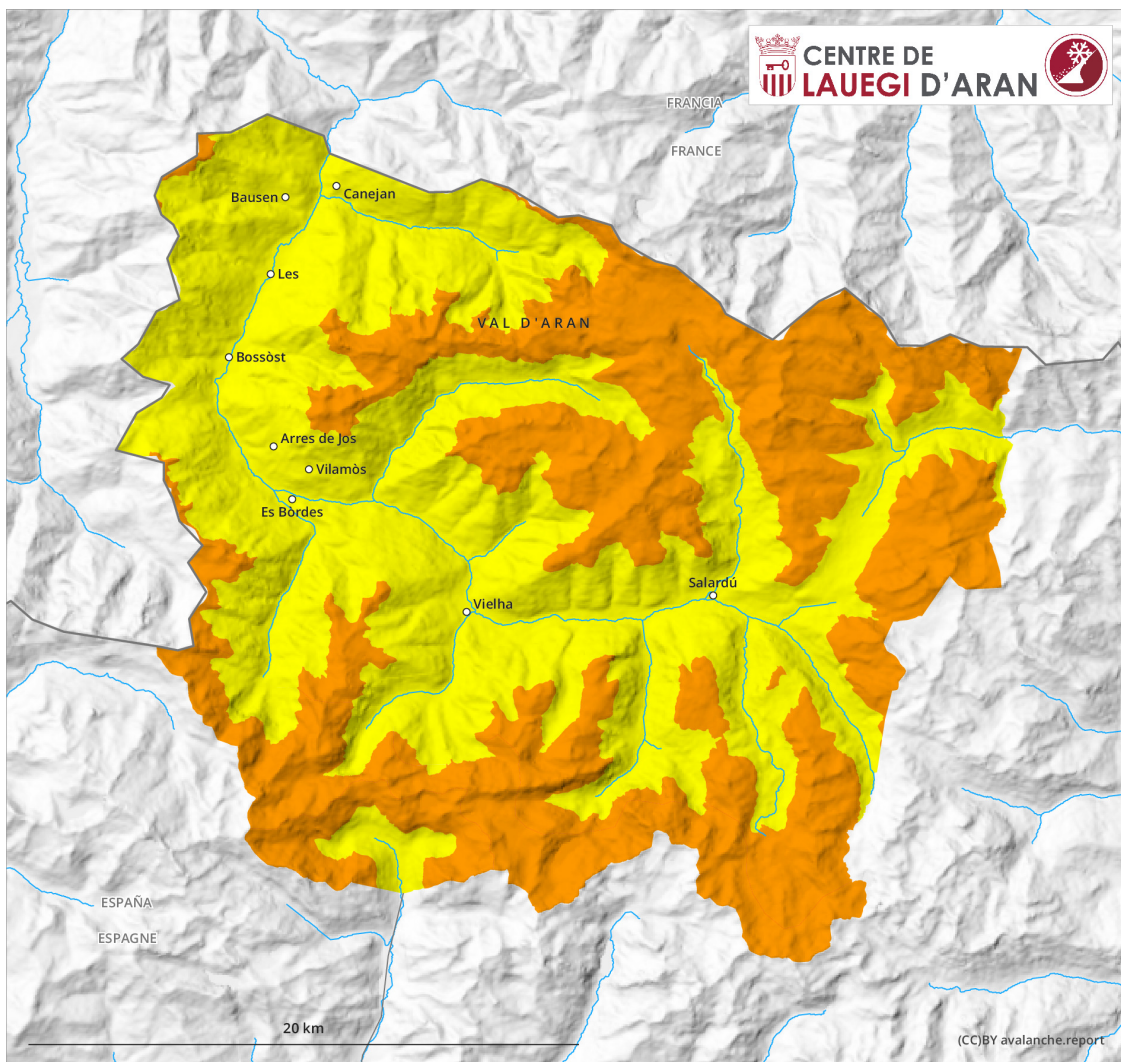 CENTRE DE
LAUEGI D'ARAN
FRANCIA
FRANCE
Bausen
Canejan
Les
VAL D'ARAN
Bossòst
Arres de Jos
Vilamòs
Es Bòrdes
Salardú
Vielha
ESPAÑA
ESPAGNE
20 km
(CC)BY avalanche.report